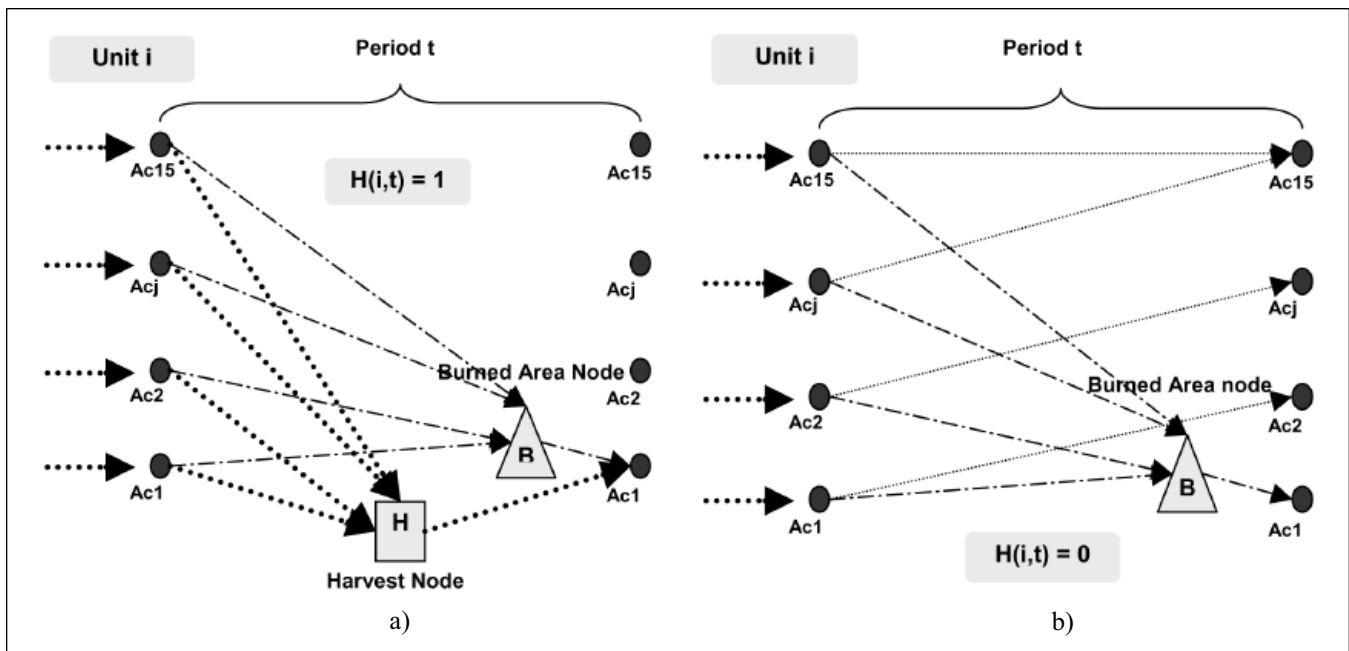 Unit i
Period t
Ac15
Ac15
H(i,t) = 1
Acj
Acj
Burned Area Node
Ac2
Ac2
B
Ac1
Ac1
H
Harvest Node
a)
Unit i
Period t
Ac15
Ac15
Acj
Acj
Burned Area node
Ac2
Ac2
B
Ac1
Ac1
H(i,t) = 0
b)